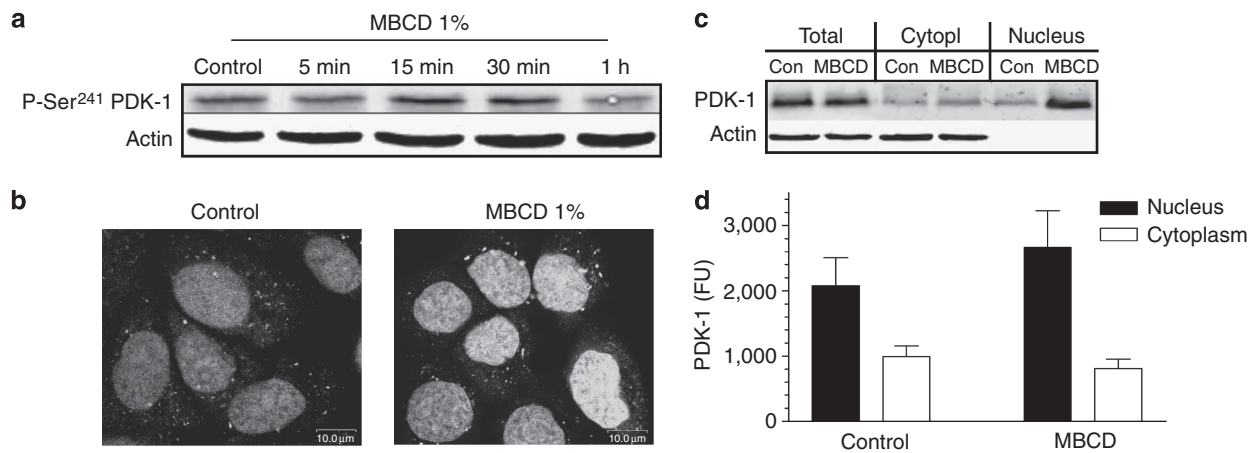 a
MBCD 1%
Control 5 min 15 min 30 min 1 h
P-Ser241 PDK-1
Actin
b
Control MBCD 1%
10.0 μm 10.0 μm
c
Total Cytopl Nucleus
Con MBCD Con MBCD Con MBCD
PDK-1
Actin
d
Nucleus
Cytoplasm
PDK-1 (FU)
3,000
2,000
1,000
0
Control MBCD